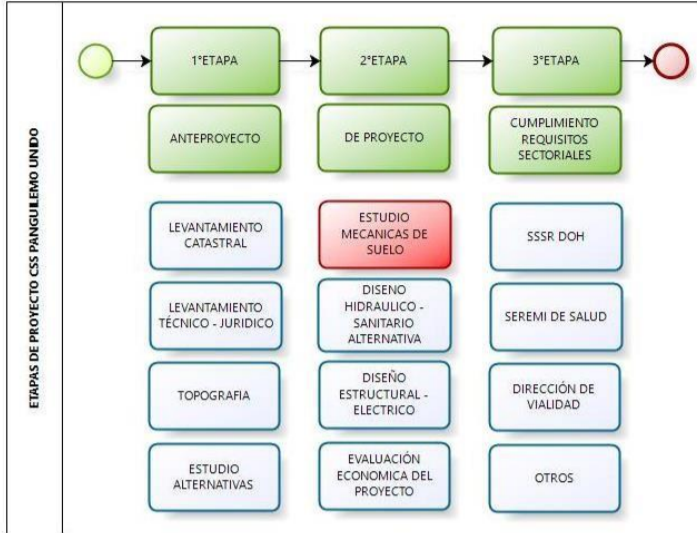 ETAPAS DE PROYECTO CSS PANGUILEMO UNIDO
1°ETAPA
2°ETAPA
3°ETAPA
ANTEPROYECTO
DE PROYECTO
CUMPLIMIENTO
REQUISITOS
SECTORIALES
LEVANTAMIENTO
CATASTRAL
ESTUDIO
MECANICAS DE
SUELO
SSSR DOH
LEVANTAMIENTO
TÉCNICO - JURIDICO
DISENO
HIDRAULICO -
SANITARIO
ALTERNATIVA
SEREMI DE SALUD
TOPOGRAFIA
DISEÑO
ESTRUCTURAL -
ELECTRICO
DIRECCIÓN DE
VIALIDAD
ESTUDIO
ALTERNATIVAS
EVALUACIÓN
ECONOMICA DEL
PROYECTO
OTROS